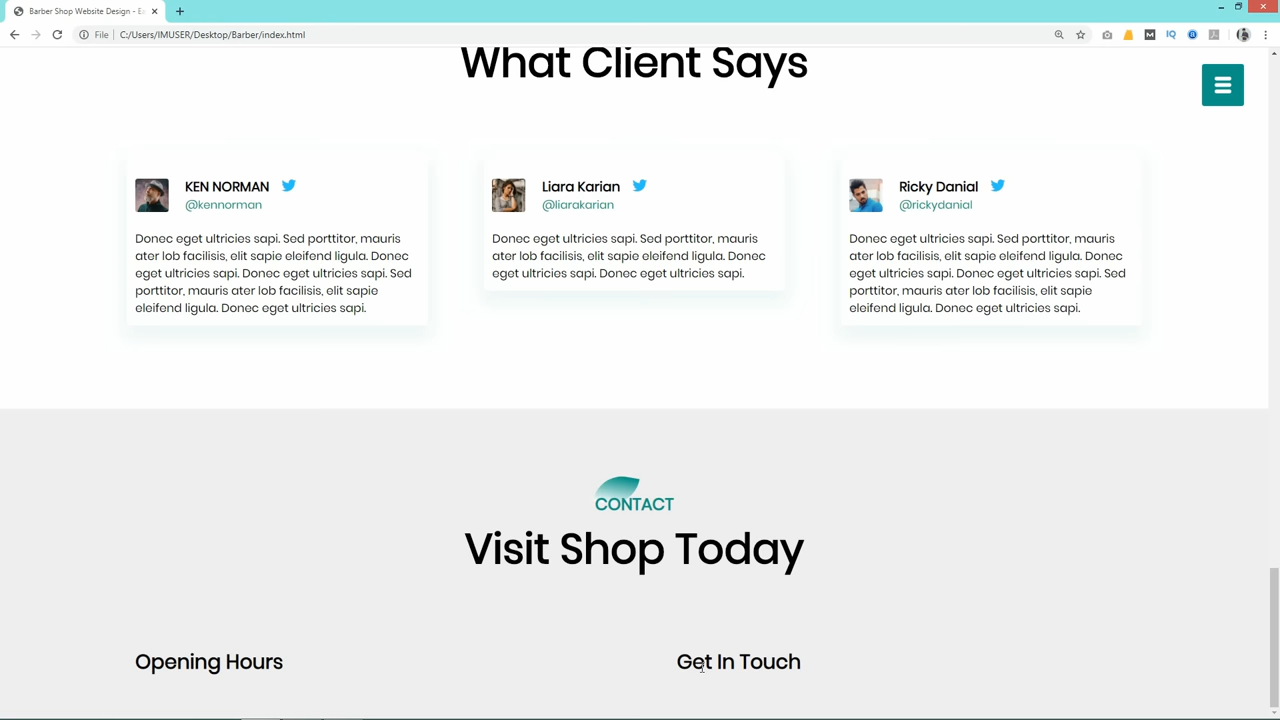 Barber Shop Website Design - Ea
File
C:/Users/IMUSER/Desktop/Barber/index.html
What Client Says
KEN NORMAN
@kennorman
Donec eget ultricies sapi. Sed porttitor, mauris
ater lob facilisis, elit sapie eleifend ligula. Donec
eget ultricies sapi. Donec eget ultricies sapi. Sed
porttitor, mauris ater lob facilisis, elit sapie
eleifend ligula. Donec eget ultricies sapi.
Liara Karian
@liarakarian
Donec eget ultricies sapi. Sed porttitor, mauris
ater lob facilisis, elit sapie eleifend ligula. Donec
eget ultricies sapi. Donec eget ultricies sapi.
Ricky Danial
@rickydanial
Donec eget ultricies sapi. Sed porttitor, mauris
ater lob facilisis, elit sapie eleifend ligula. Donec
eget ultricies sapi. Donec eget ultricies sapi. Sed
porttitor, mauris ater lob facilisis, elit sapie
eleifend ligula. Donec eget ultricies sapi.
CONTACT
Visit Shop Today
Opening Hours
Get In Touch